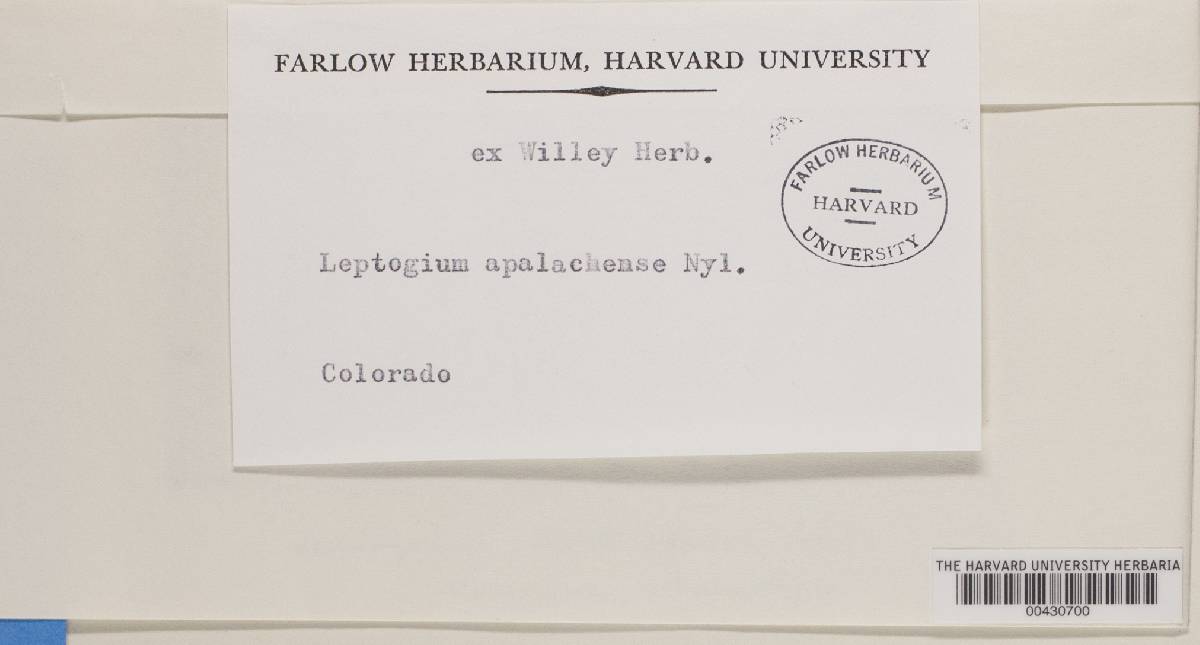 FARLOW HERBARIUM, HARVARD UNIVERSITY
ex Willey Herb.
FARLOW HERBARIUM
HARVARD
UNIVERSITY
Leptogium apalachense Nyl.
Colorado
THE HARVARD UNIVERSITY HERBARIA
00430700